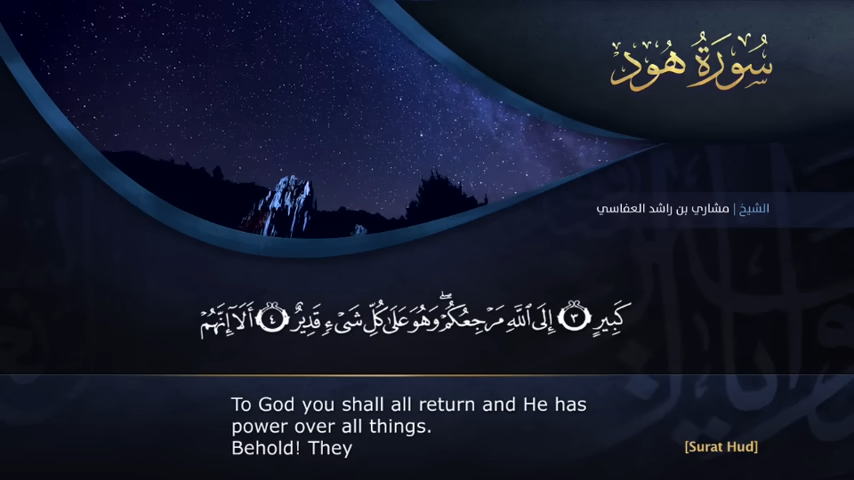 سُورَةُ هُودٍ
الشيخ | مشاري بن راشد العفاسي
كَبِيرٍ ٣ إِلَى ٱللَّهِ مَرۡجِعُكُمۡۖ وَهُوَ عَلَىٰ كُلِّ شَيۡءٖ قَدِيرٌ ٤ أَلَآ إِنَّهُمۡ
To God you shall all return and He has
power over all things.
Behold! They
[Surat Hud]